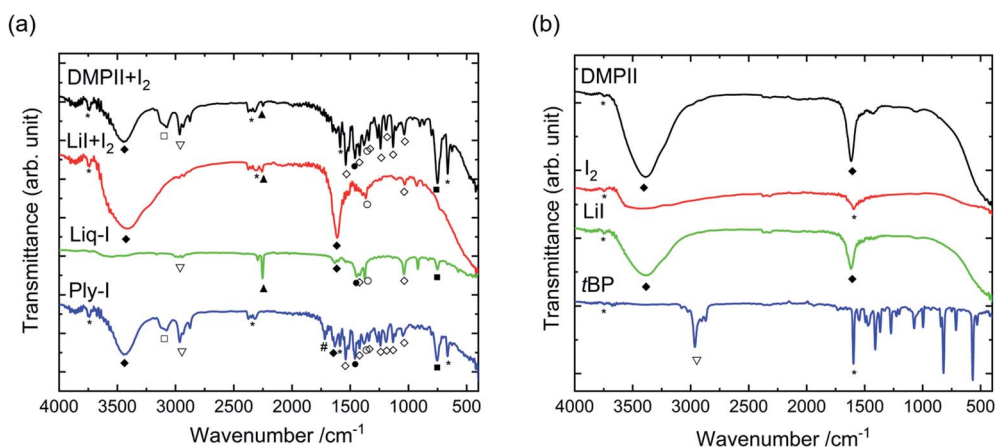 (a)
(b)
DMPII+I2
LiI+I2
Liq-I
Ply-I
#
Transmittance (arb. unit)
4000 3500 3000 2500 2000 1500 1000 500
Wavenumber /cm-1
DMPII
I2
LiI
tBP
Transmittance (arb. unit)
4000 3500 3000 2500 2000 1500 1000 500
Wavenumber /cm-1